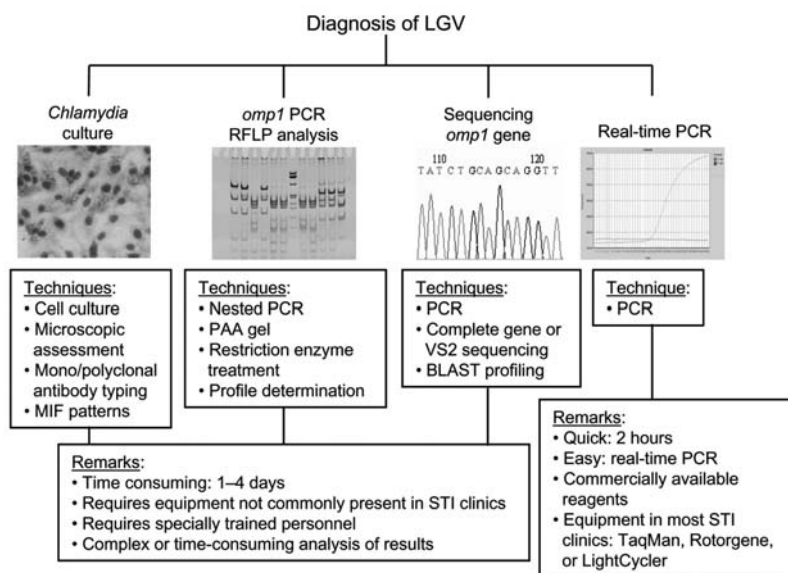 Diagnosis of LGV
Chlamydia
culture
omp1 PCR
RFLP analysis
Sequencing
omp1 gene
Real-time PCR
110 120
T A T C T G C A G C A G G T T
Techniques:
• Cell culture
• Microscopic
assessment
• Mono/polyclonal
antibody typing
• MIF patterns
Techniques:
• Nested PCR
• PAA gel
• Restriction enzyme
treatment
• Profile determination
Techniques:
• PCR
• Complete gene or
VS2 sequencing
• BLAST profiling
Technique:
• PCR
Remarks:
• Time consuming: 1–4 days
• Requires equipment not commonly present in STI clinics
• Requires specially trained personnel
• Complex or time-consuming analysis of results
Remarks:
• Quick: 2 hours
• Easy: real-time PCR
• Commercially available
reagents
• Equipment in most STI
clinics: TaqMan, Rotorgene,
or LightCycler